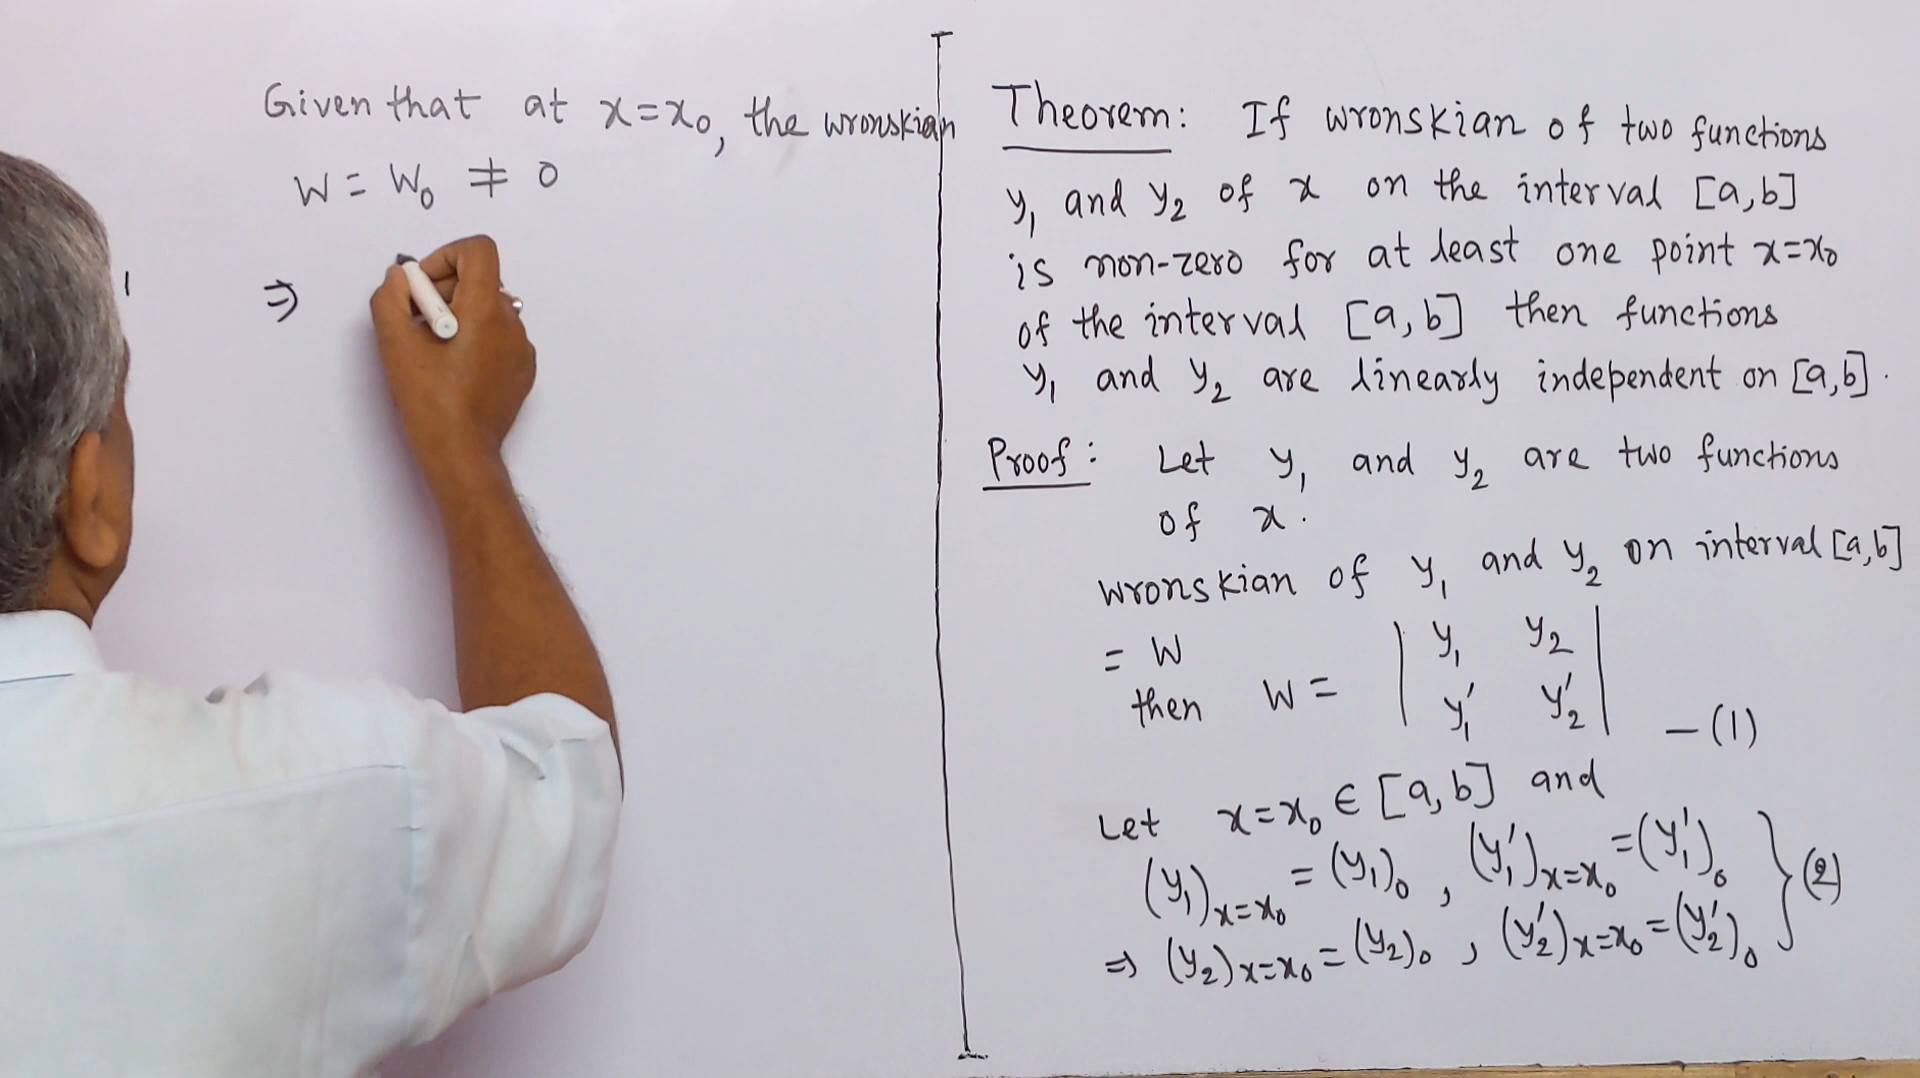 Given that at x=x₀, the wronskian
W = W₀ ≠ 0
⇒
Theorem: If wronskian of two functions
y₁ and y₂ of x on the interval [a,b]
is non-zero for at least one point x=x₀
of the interval [a,b] then functions
y₁ and y₂ are linearly independent on [a,b].
Proof: Let y₁ and y₂ are two functions
of x.
wronskian of y₁ and y₂ on interval [a,b]
= W
then W = | y₁ y₂ |
| y₁′ y₂′ | —(1)
Let x=x₀ ∈ [a,b] and
(y₁)ₓ₌ₓ₀ = (y₁)₀ , (y₁′)ₓ₌ₓ₀ = (y₁′)₀ } (2)
⇒ (y₂)ₓ₌ₓ₀ = (y₂)₀ , (y₂′)ₓ₌ₓ₀ = (y₂′)₀